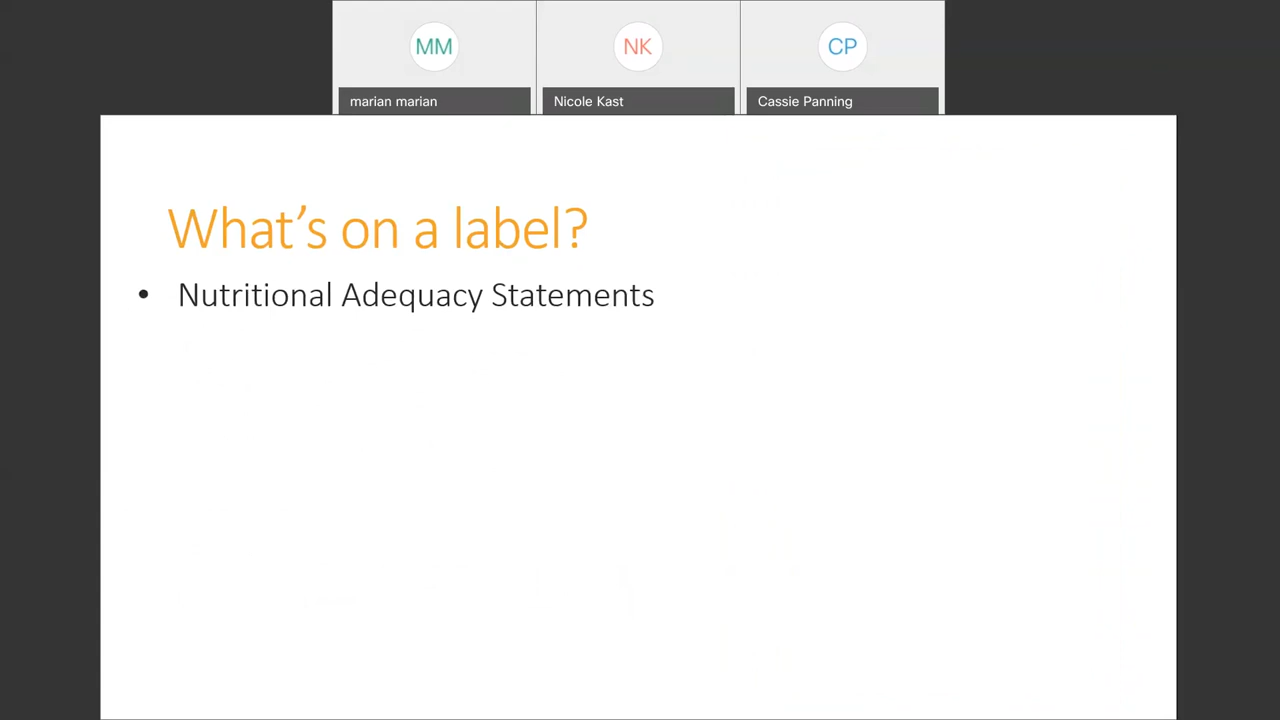 MM
NK
CP
marian marian
Nicole Kast
Cassie Panning
What's on a label?
• Nutritional Adequacy Statements